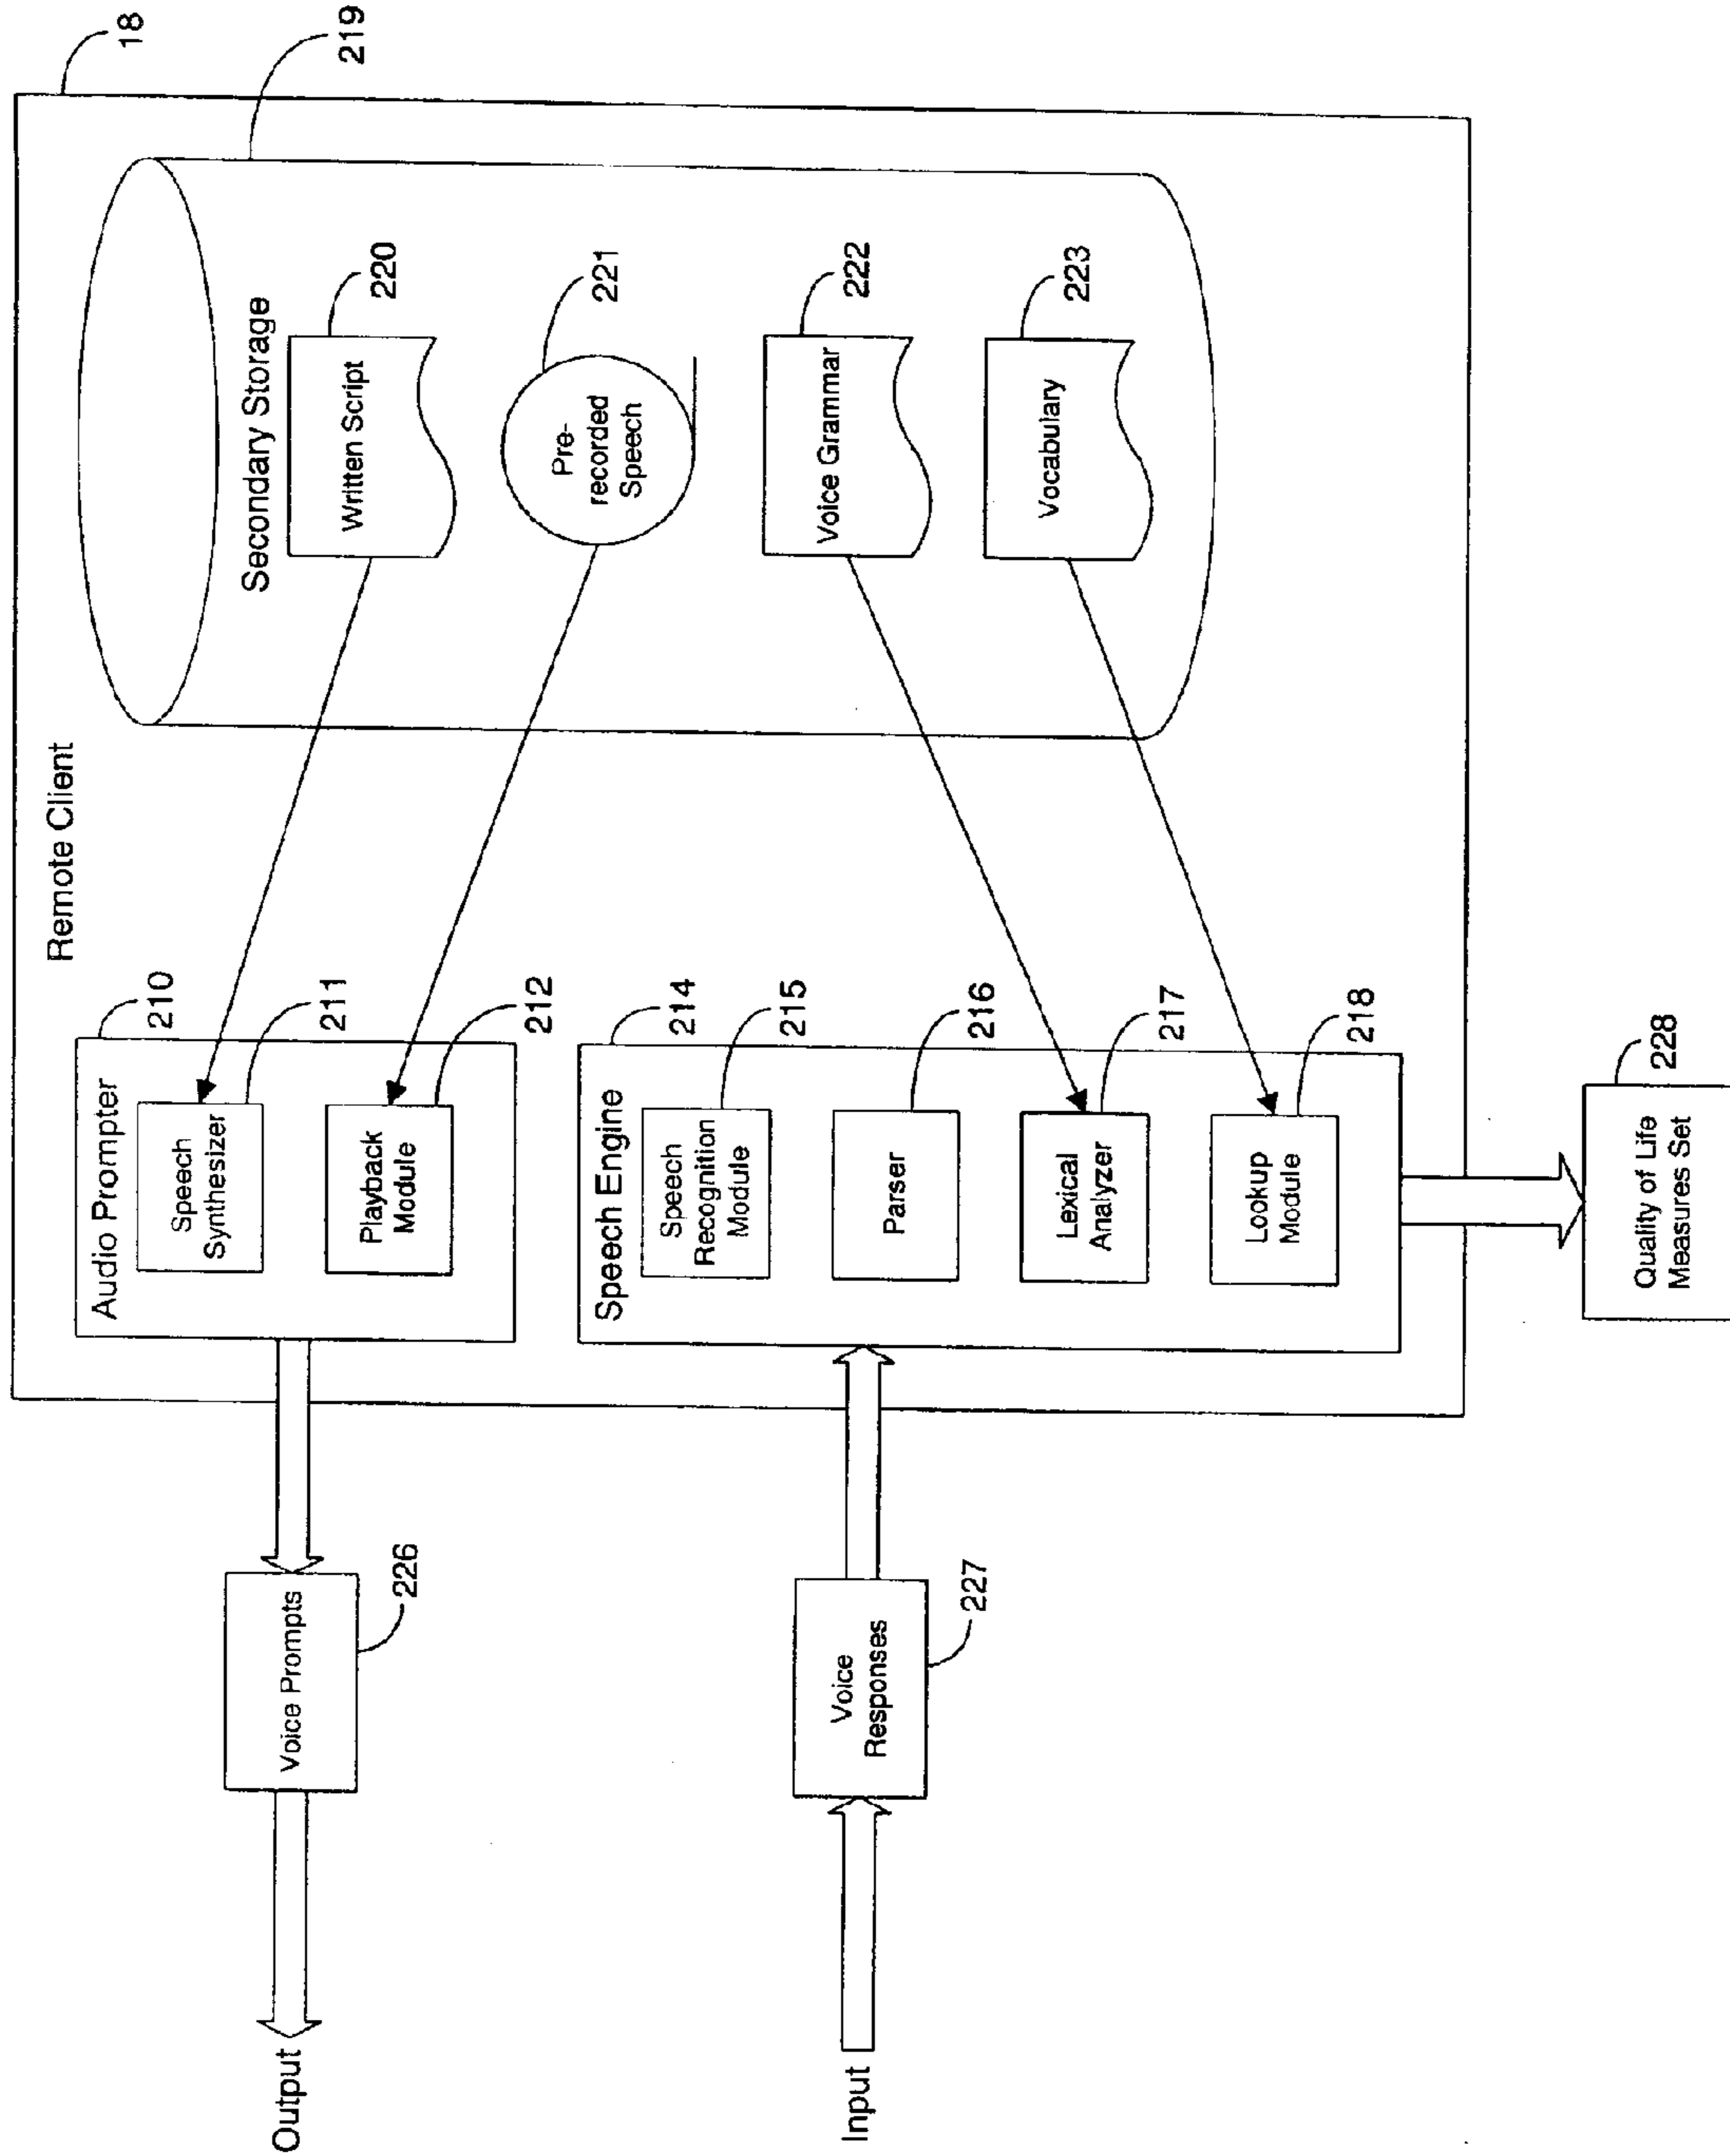 Remote Client
18
Audio Prompter
210
Speech
Synthesizer
211
Playback
Module
212
Output
Voice Prompts
226
Speech Engine
214
Speech
Recognition
Module
215
Parser
216
Lexical
Analyzer
217
Lookup
Module
218
Input
Voice
Responses
227
Secondary Storage
219
Written Script
220
Pre-
recorded
Speech
221
Voice Grammar
222
Vocabulary
223
Quality of Life
Measures Set
228